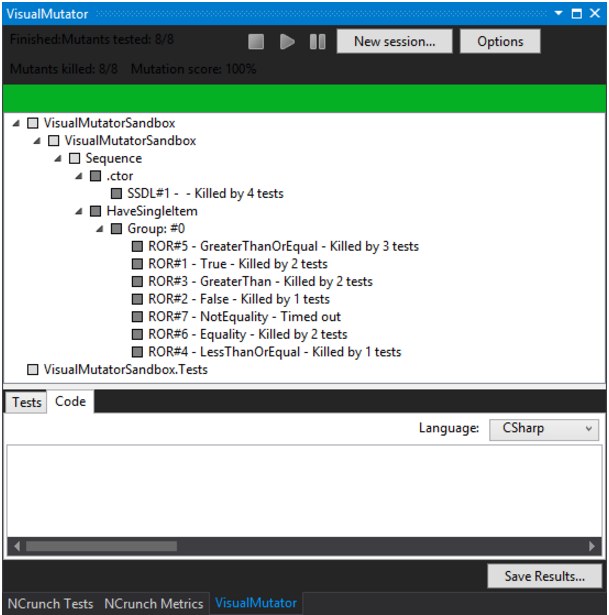 VisualMutator
Finished:Mutants tested: 8/8 New session... Options
Mutants killed: 8/8 Mutation score: 100%
VisualMutatorSandbox
VisualMutatorSandbox
Sequence
.ctor
SSDL#1 - - Killed by 4 tests
HaveSingleItem
Group: #0
ROR#5 - GreaterThanOrEqual - Killed by 3 tests
ROR#1 - True - Killed by 2 tests
ROR#3 - GreaterThan - Killed by 2 tests
ROR#2 - False - Killed by 1 tests
ROR#7 - NotEquality - Timed out
ROR#6 - Equality - Killed by 2 tests
ROR#4 - LessThanOrEqual - Killed by 1 tests
VisualMutatorSandbox.Tests
Tests Code
Language: CSharp
Save Results...
NCrunch Tests NCrunch Metrics VisualMutator